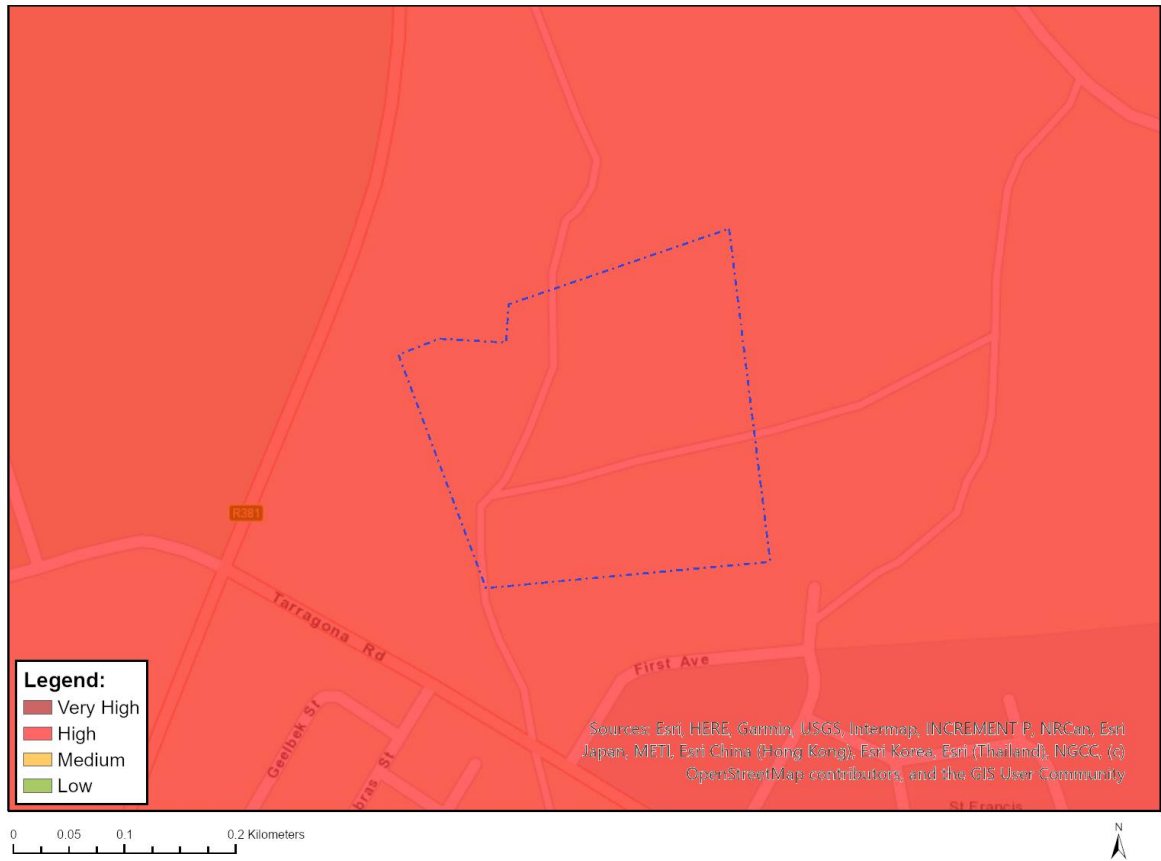 R381
Tarragona Rd
First Ave
Geelbek St
bras St
St Francis
Legend:
Very High
High
Medium
Low
Sources: Esri, HERE, Garmin, USGS, Intermap, INCREMENT P, NRCan, Esri
Japan, METI, Esri China (Hong Kong), Esri Korea, Esri (Thailand), NGCC, (c)
OpenStreetMap contributors, and the GIS User Community
0 0.05 0.1 0.2 Kilometers
N